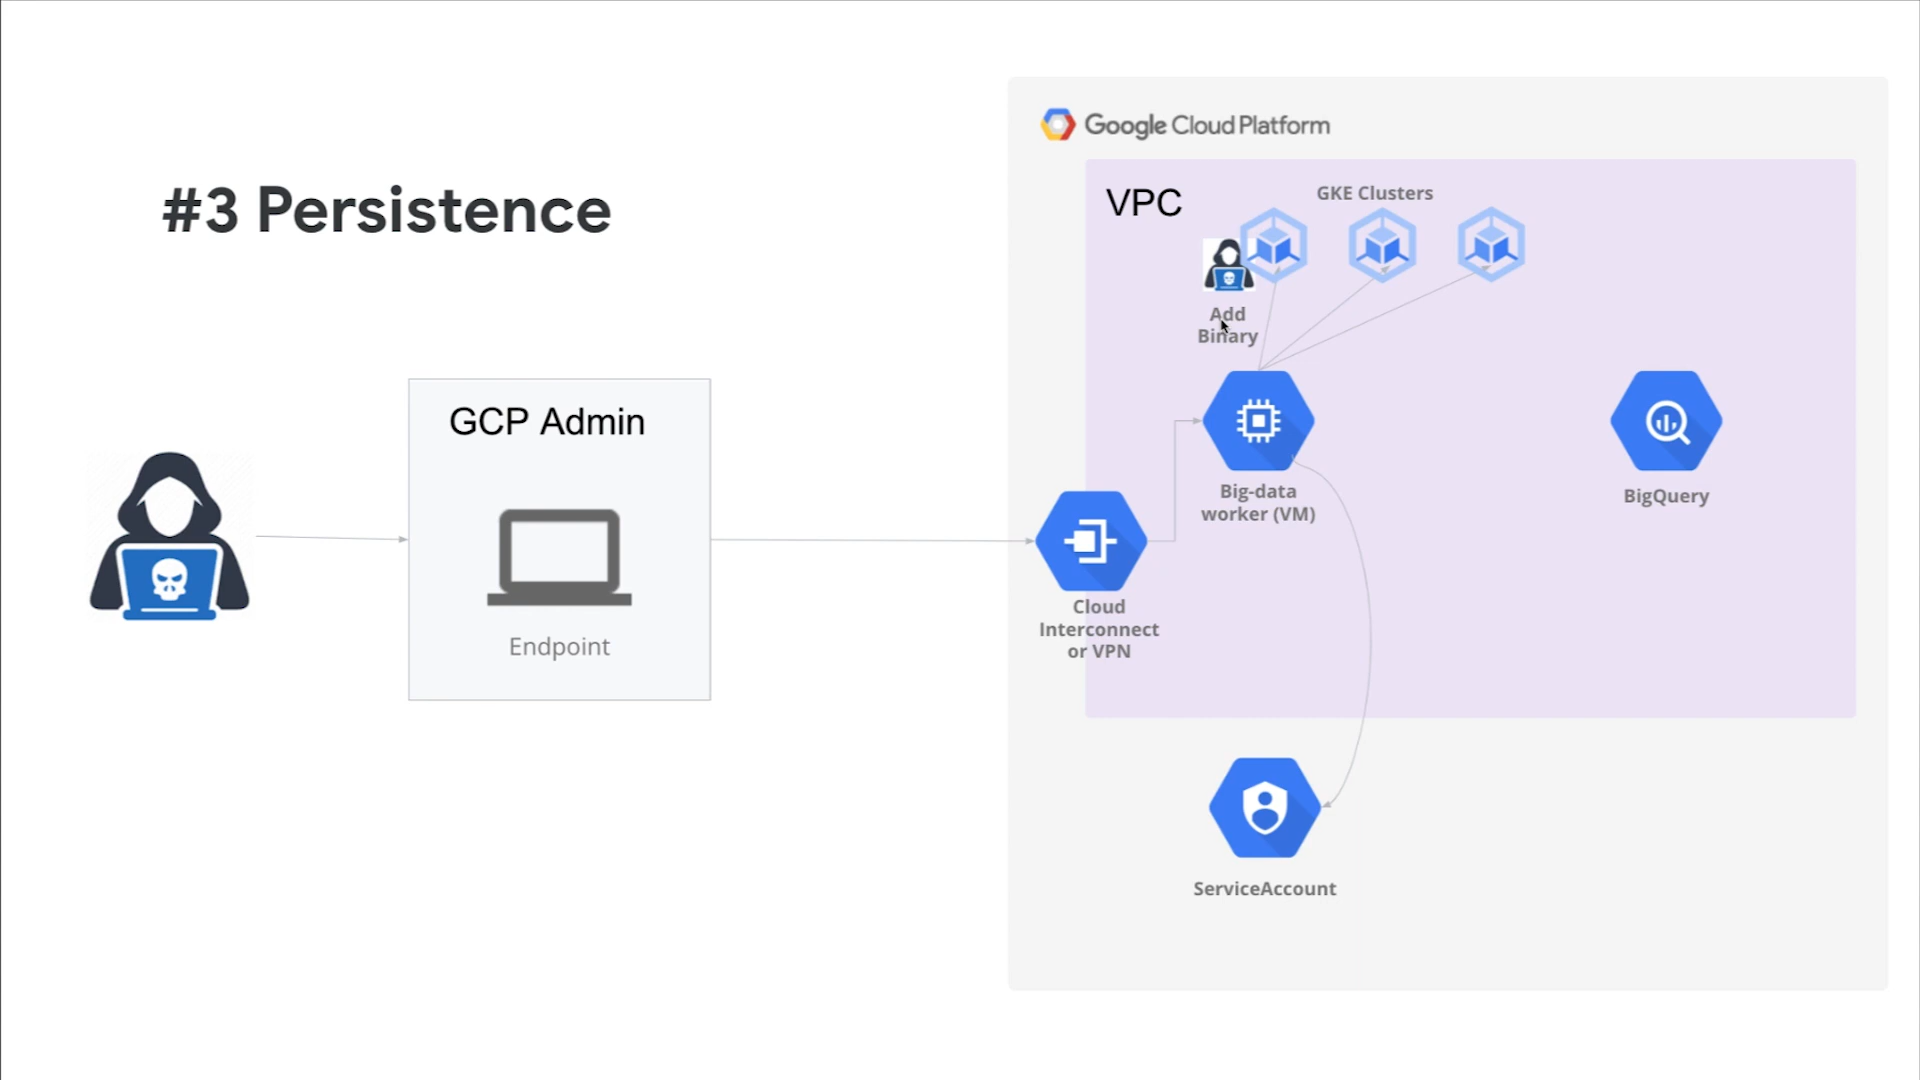 #3 Persistence
GCP Admin
Endpoint
Google Cloud Platform
VPC
GKE Clusters
Add
Binary
Big-data
worker (VM)
BigQuery
Cloud
Interconnect
or VPN
ServiceAccount